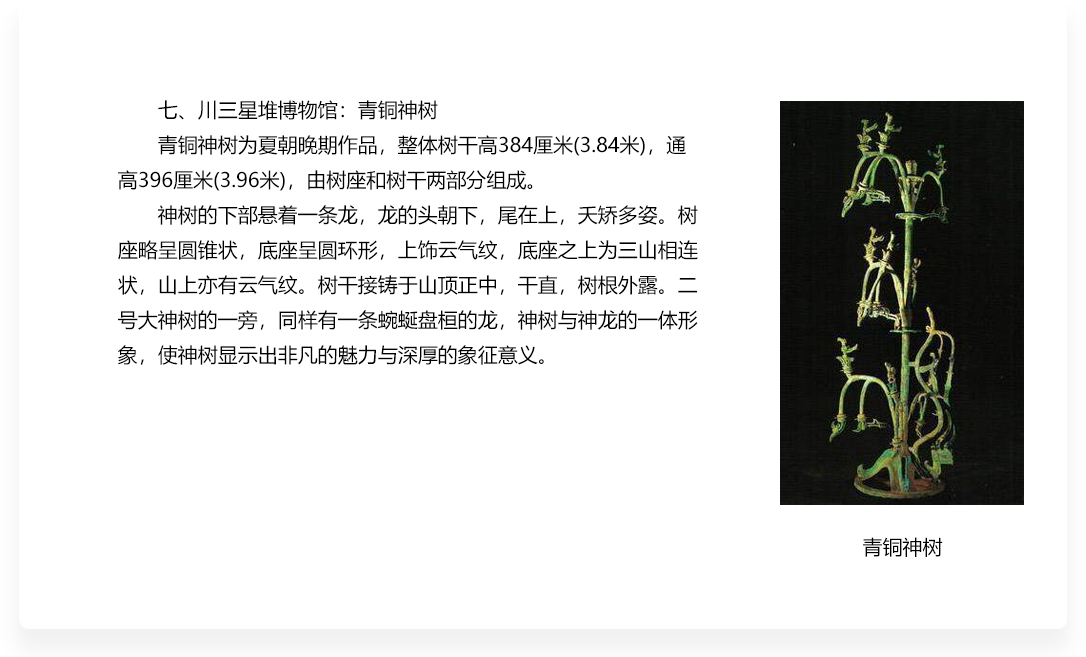 七、川三星堆博物馆：青铜神树
青铜神树为夏朝晚期作品，整体树干高384厘米(3.84米)，通
高396厘米(3.96米)，由树座和树干两部分组成。
神树的下部悬着一条龙，龙的头朝下，尾在上，夭矫多姿。树
座略呈圆锥状，底座呈圆环形，上饰云气纹，底座之上为三山相连
状，山上亦有云气纹。树干接铸于山顶正中，干直，树根外露。二
号大神树的一旁，同样有一条蜿蜒盘桓的龙，神树与神龙的一体形
象，使神树显示出非凡的魅力与深厚的象征意义。
青铜神树